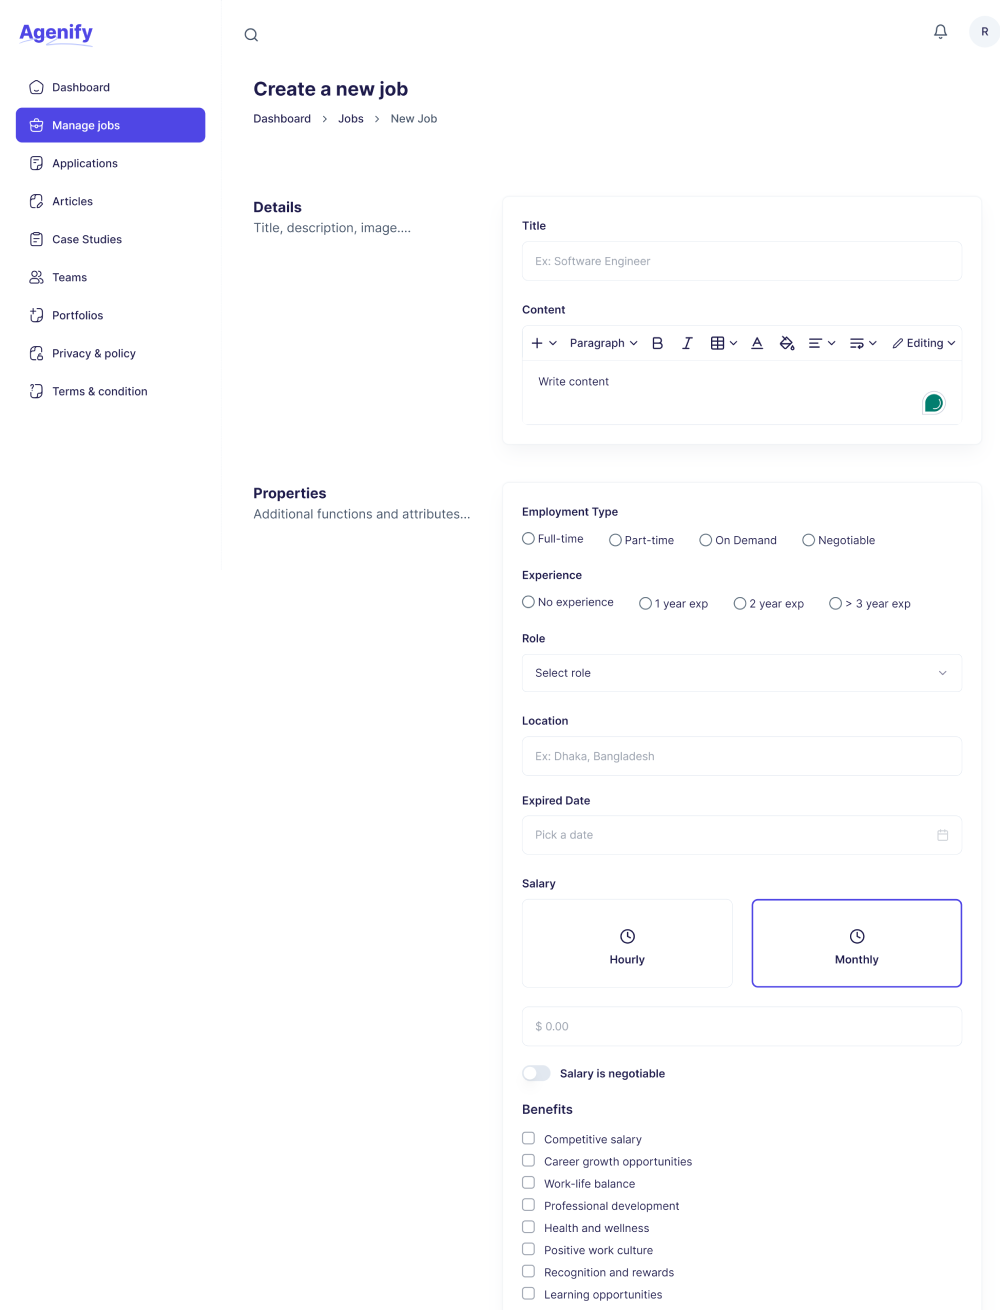 Agenify
R
Dashboard
Manage jobs
Applications
Articles
Case Studies
Teams
Portfolios
Privacy & policy
Terms & condition
Create a new job
Dashboard > Jobs > New Job
Details
Title, description, image....
Title
Ex: Software Engineer
Content
Paragraph B I A Editing
Write content
Properties
Additional functions and attributes...
Employment Type
Full-time Part-time On Demand Negotiable
Experience
No experience 1 year exp 2 year exp > 3 year exp
Role
Select role
Location
Ex: Dhaka, Bangladesh
Expired Date
Pick a date
Salary
Hourly Monthly
$ 0.00
Salary is negotiable
Benefits
Competitive salary
Career growth opportunities
Work-life balance
Professional development
Health and wellness
Positive work culture
Recognition and rewards
Learning opportunities